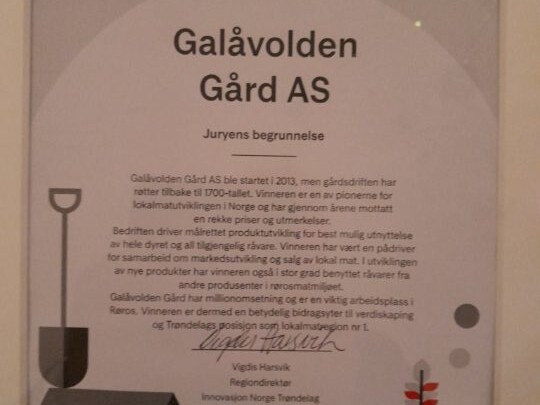 Galåvolden
Gård AS
Juryens begrunnelse
Galåvolden Gård AS ble startet i 2013, men gårdsdriften har
røtter tilbake til 1700-tallet. Vinneren er en av pionerne for
lokalmatutviklingen i Norge og har gjennom årene mottatt
en rekke priser og utmerkelser.
Bedriften driver målrettet produktutvikling for best mulig utnyttelse
av hele dyret og all tilgjengelig råvare. Vinneren har vært en pådriver
for samarbeid om markedsutvikling og salg av lokal mat. I utviklingen
av nye produkter har vinneren også i stor grad benyttet råvarer fra
andre produsenter i rørosmatmiljøet.
Galåvolden Gård har millionomsetning og er en viktig arbeidsplass i
Røros. Vinneren er dermed en betydelig bidragsyter til verdiskaping
og Trøndelags posisjon som lokalmatregion nr 1.
Vigdis Harsvik
Vigdis Harsvik
Regiondirektør
Innovasjon Norge Trøndelag